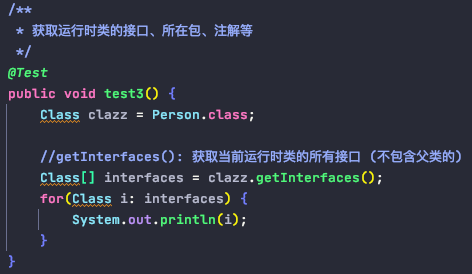 /**
 * 获取运行时类的接口、所在包、注解等
 */
@Test
public void test3() {
    Class clazz = Person.class;
    //getInterfaces(): 获取当前运行时类的所有接口 (不包含父类的)
    Class[] interfaces = clazz.getInterfaces();
    for(Class i: interfaces) {
        System.out.println(i);
    }
}